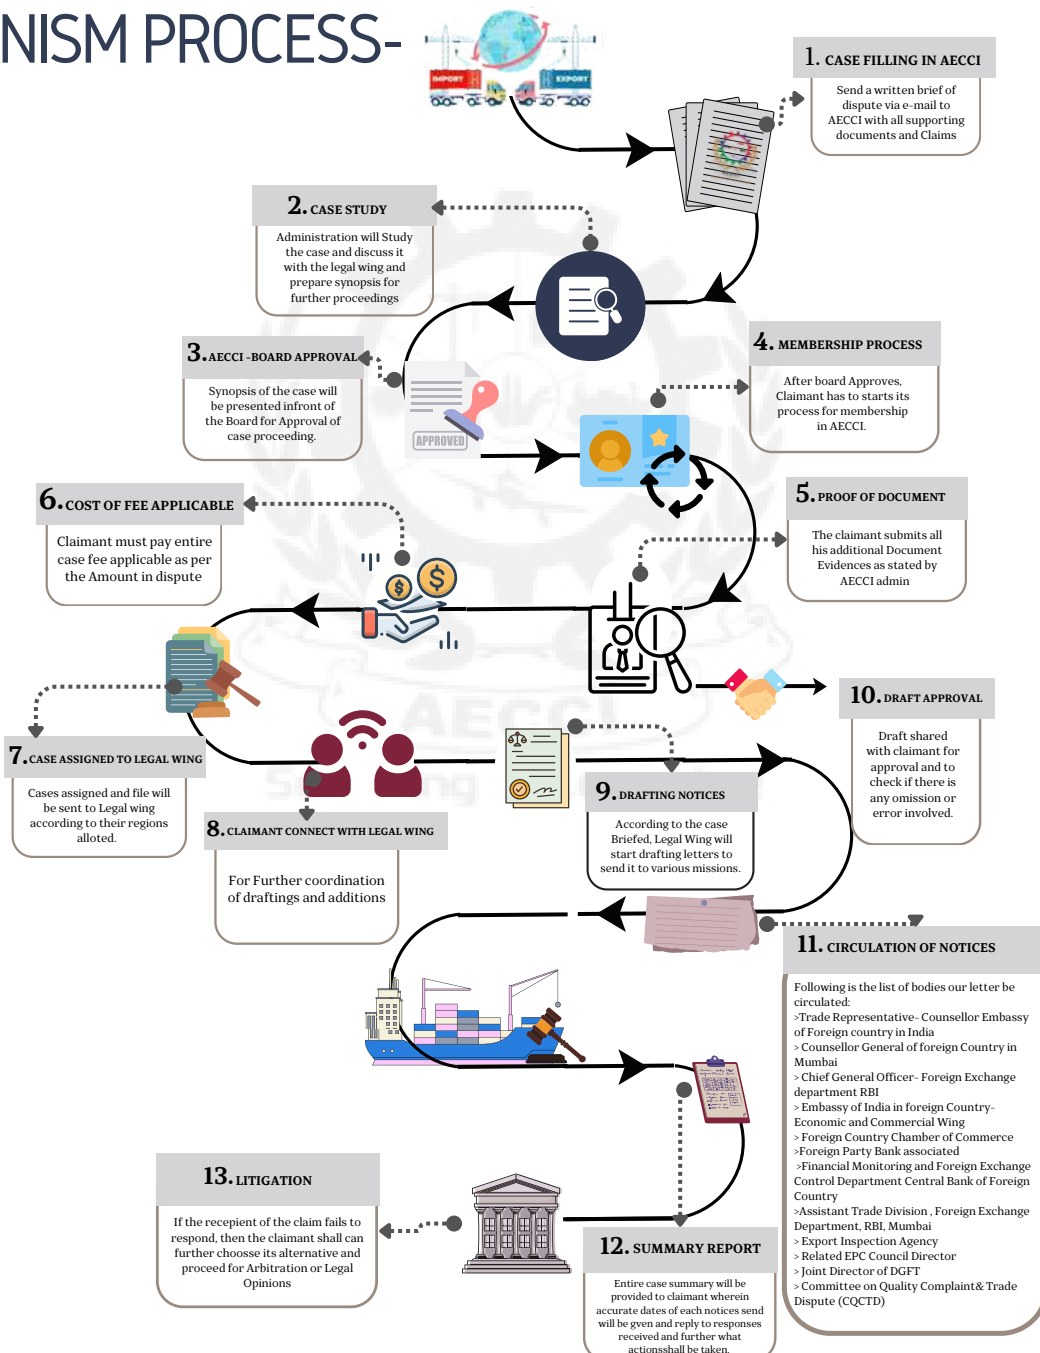 NISM PROCESS-
IMPORT
EXPORT
1. CASE FILLING IN AECCI
Send a written brief of
dispute via e-mail to
AECCI with all supporting
documents and Claims
2. CASE STUDY
Administration will Study
the case and discuss it
with the legal wing and
prepare synopsis for
further proceedings
3. AECCI -BOARD APPROVAL
Synopsis of the case will
be presented infront of
the Board for Approval of
case proceeding.
APPROVED
4. MEMBERSHIP PROCESS
After board Approves,
Claimant has to starts its
process for membership
in AECCI.
5. PROOF OF DOCUMENT
The claimant submits all
his additional Document
Evidences as stated by
AECCI admin
6. COST OF FEE APPLICABLE
Claimant must pay entire
case fee applicable as per
the Amount in dispute
7. CASE ASSIGNED TO LEGAL WING
Cases assigned and file will
be sent to Legal wing
according to their regions
alloted.
8. CLAIMANT CONNECT WITH LEGAL WING
For Further coordination
of draftings and additions
9. DRAFTING NOTICES
According to the case
Briefed, Legal Wing will
start drafting letters to
send it to various missions.
10. DRAFT APPROVAL
Draft shared
with claimant for
approval and to
check if there is
any omission or
error involved.
AECCI
11. CIRCULATION OF NOTICES
Following is the list of bodies our letter be
circulated:
>Trade Representative- Counsellor Embassy
of Foreign country in India
> Counsellor General of foreign Country in
Mumbai
> Chief General Officer- Foreign Exchange
department RBI
> Embassy of India in foreign Country-
Economic and Commercial Wing
> Foreign Country Chamber of Commerce
>Foreign Party Bank associated
>Financial Monitoring and Foreign Exchange
Control Department Central Bank of Foreign
Country
>Assistant Trade Division , Foreign Exchange
Department, RBI, Mumbai
> Export Inspection Agency
> Related EPC Council Director
> Joint Director of DGFT
> Committee on Quality Complaint& Trade
Dispute (CQCTD)
12. SUMMARY REPORT
Entire case summary will be
provided to claimant wherein
accurate dates of each notices send
will be gven and reply to responses
received and further what
actionsshall be taken.
13. LITIGATION
If the recepient of the claim fails to
respond, then the claimant shall can
further choosse its alternative and
proceed for Arbitration or Legal
Opinions